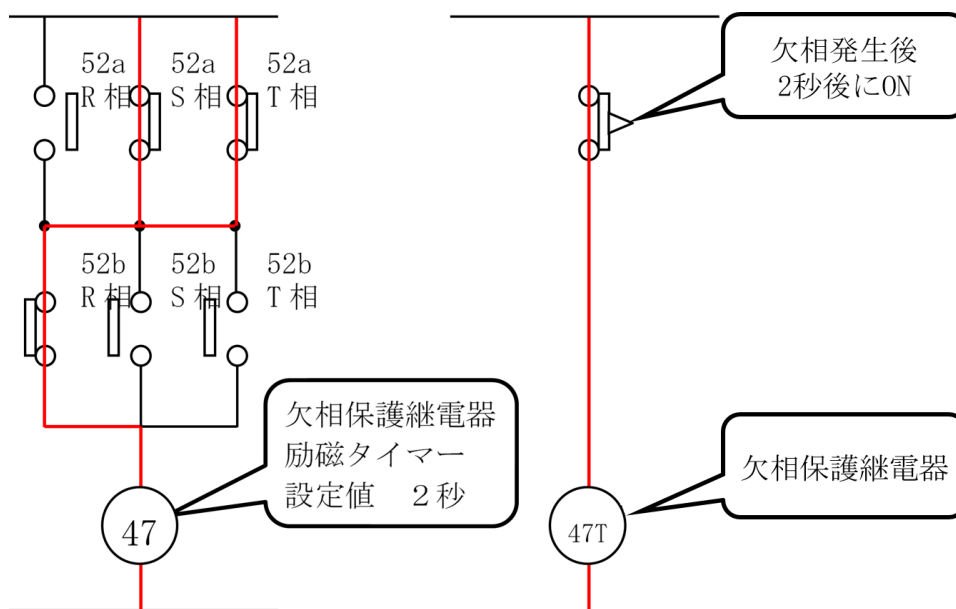 52a
R相
52a
S相
52a
T相
欠相発生後
2秒後にON
52b
R相
52b
S相
52b
T相
欠相保護継電器
励磁タイマー
設定値 2秒
欠相保護継電器
47
47T